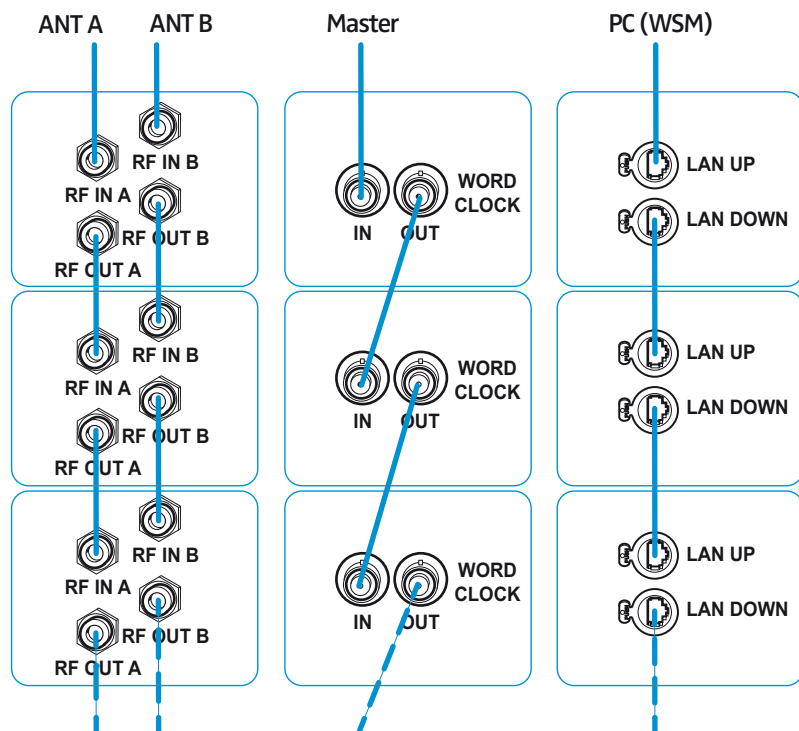 ANT A
ANT B
Master
PC (WSM)
RF IN B
RF IN A
RF OUT B
RF OUT A
WORD
CLOCK
IN
OUT
LAN UP
LAN DOWN
RF IN B
RF IN A
RF OUT B
RF OUT A
WORD
CLOCK
IN
OUT
LAN UP
LAN DOWN
RF IN B
RF IN A
RF OUT B
RF OUT A
WORD
CLOCK
IN
OUT
LAN UP
LAN DOWN